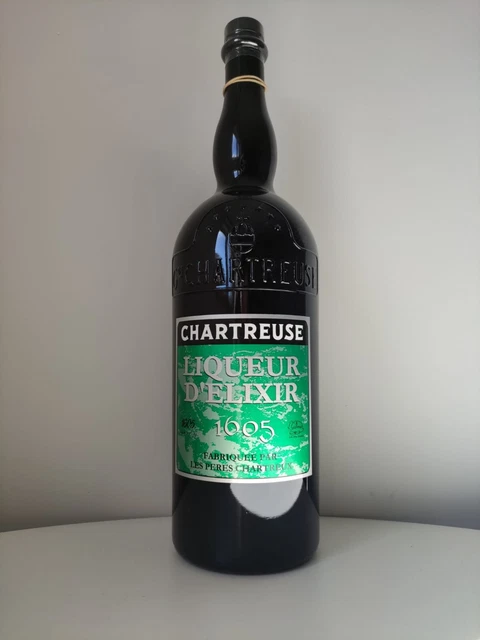 CHARTREUSE
CHARTREUSE
LIQUEUR
D'ELIXIR
1605
FABRIQUÉE PAR
LES PÈRES CHARTREUX